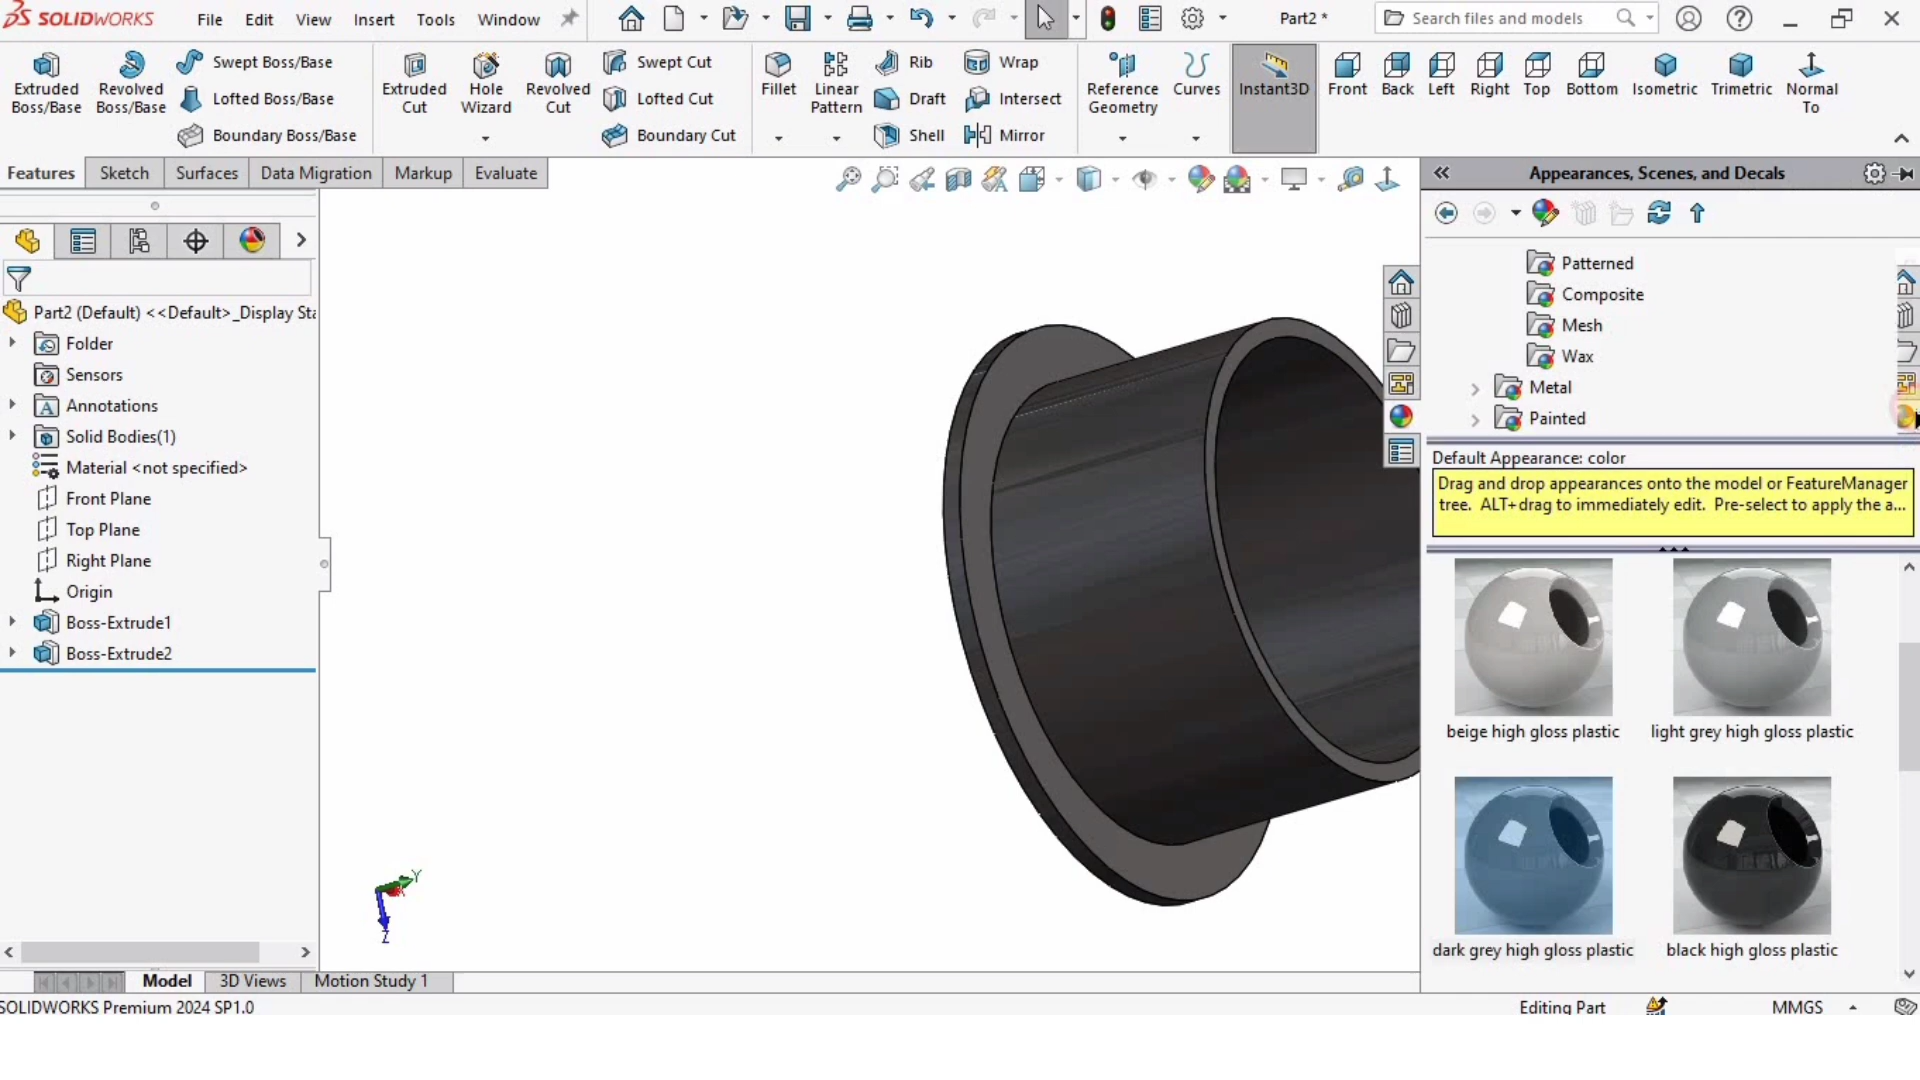 SOLIDWORKS
File Edit View Insert Tools Window
Part2 *
Search files and models
Extruded Boss/Base
Revolved Boss/Base
Swept Boss/Base
Lofted Boss/Base
Boundary Boss/Base
Extruded Cut
Hole Wizard
Revolved Cut
Swept Cut
Lofted Cut
Boundary Cut
Fillet
Linear Pattern
Rib
Draft
Shell
Wrap
Intersect
Mirror
Reference Geometry
Curves
Instant3D
Front
Back
Left
Right
Top
Bottom
Isometric
Trimetric
Normal To
Features Sketch Surfaces Data Migration Markup Evaluate
Appearances, Scenes, and Decals
Part2 (Default) <<Default>_Display Sta
Folder
Sensors
Annotations
Solid Bodies(1)
Material <not specified>
Front Plane
Top Plane
Right Plane
Origin
Boss-Extrude1
Boss-Extrude2
Y
X
Z
Patterned
Composite
Mesh
Wax
Metal
Painted
Default Appearance: color
Drag and drop appearances onto the model or FeatureManager
tree. ALT+drag to immediately edit. Pre-select to apply the a...
beige high gloss plastic
light grey high gloss plastic
dark grey high gloss plastic
black high gloss plastic
Model 3D Views Motion Study 1
SOLIDWORKS Premium 2024 SP1.0
Editing Part
MMGS